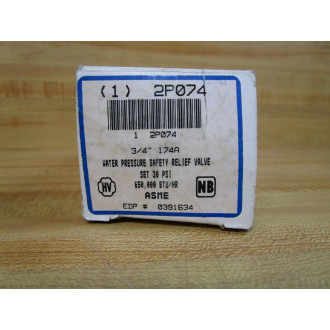 (1) 2P074
1 2P074
3/4" 174A
WATER PRESSURE SAFETY RELIEF VALVE
SET 30 PSI
650,000 BTU/HR
HV NB
ASME
EDP # 0391634